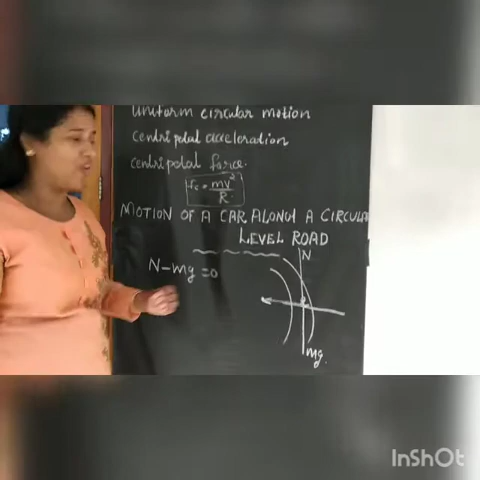 Uniform circular motion
Centripetal acceleration
Centripetal force.
fc = mv²/R
MOTION OF A CAR ALONG A CIRCULA
LEVEL ROAD
N
N-mg = 0
mg.
InShOt